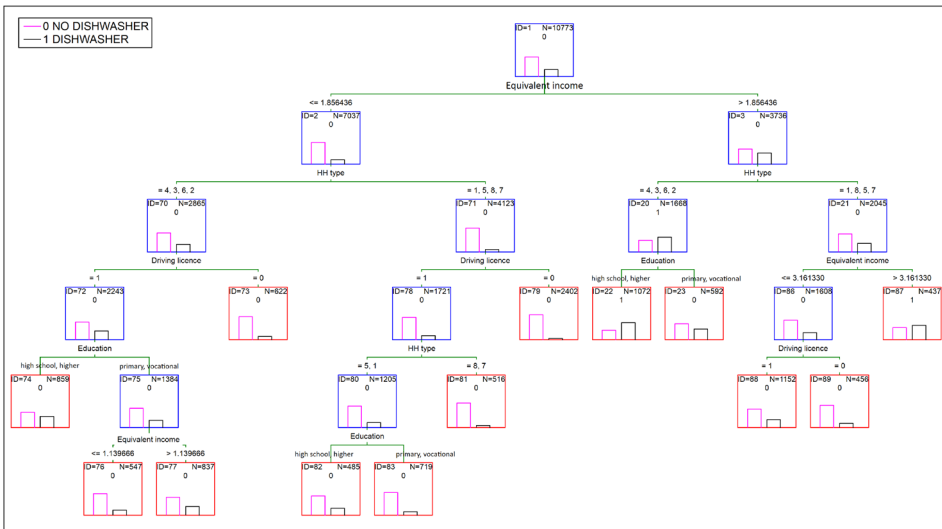 0 NO DISHWASHER
1 DISHWASHER
ID=1 N=10773
0
Equivalent income
<= 1.856436
> 1.856436
ID=2 N=7037
0
HH type
ID=3 N=3736
0
HH type
= 4, 3, 6, 2
= 1, 5, 8, 7
= 4, 3, 6, 2
= 1, 8, 5, 7
ID=70 N=2865
0
Driving licence
ID=71 N=4123
0
Driving licence
ID=20 N=1668
1
Education
ID=21 N=2045
0
Equivalent income
= 1
= 0
= 1
= 0
high school, higher
primary, vocational
<= 3.161330
> 3.161330
ID=72 N=2243
0
Education
ID=73 N=622
0
ID=78 N=1721
0
HH type
ID=79 N=2402
0
ID=22 N=1072
1
ID=23 N=592
0
ID=86 N=1608
0
Driving licence
ID=87 N=437
1
high school, higher
primary, vocational
= 5, 1
= 8, 7
= 1
= 0
ID=74 N=859
0
ID=75 N=1384
0
Equivalent income
ID=80 N=1205
0
Education
ID=81 N=516
0
ID=88 N=1152
0
ID=89 N=456
0
<= 1.139666
> 1.139666
high school, higher
primary, vocational
ID=76 N=547
0
ID=77 N=837
0
ID=82 N=485
0
ID=83 N=719
0